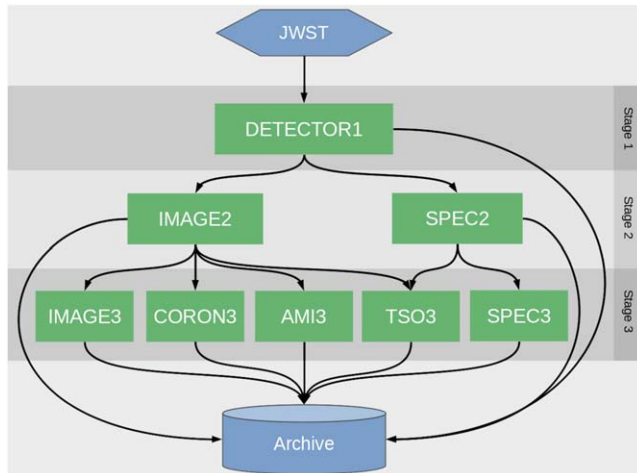 JWST
DETECTOR1
Stage 1
IMAGE2
SPEC2
Stage 2
IMAGE3
CORON3
AMI3
TSO3
SPEC3
Stage 3
Archive